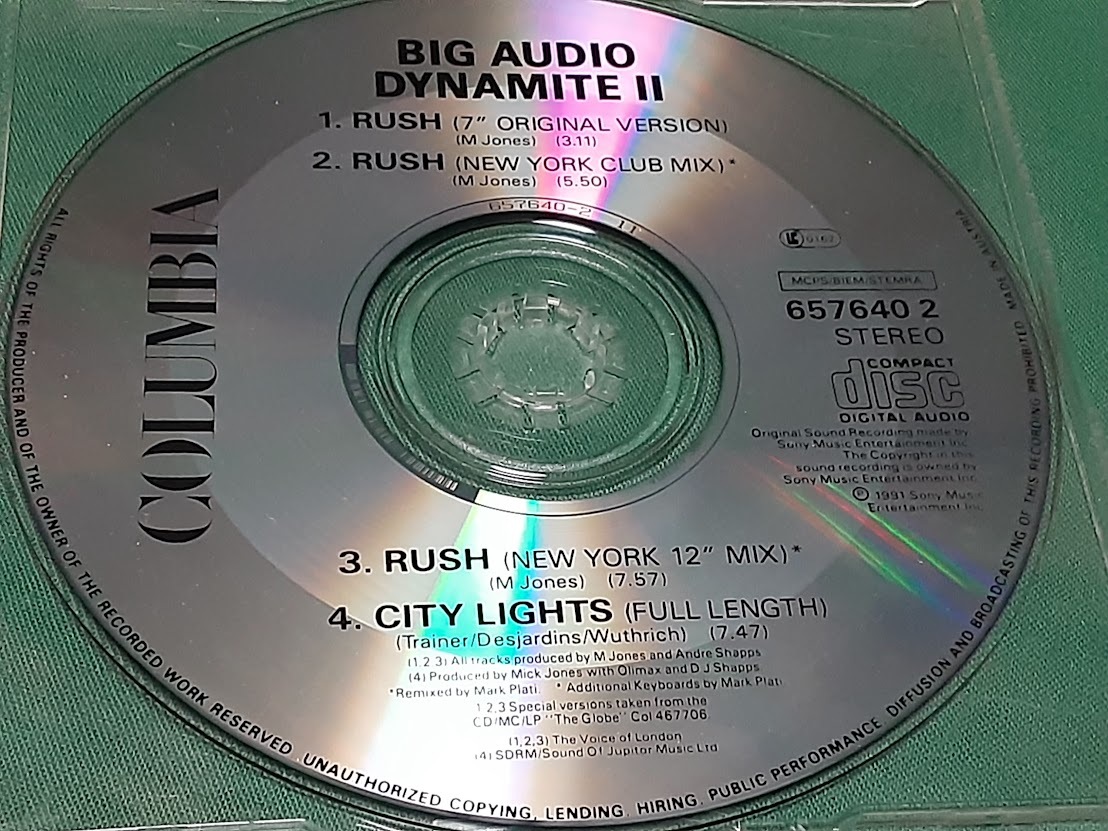 BIG AUDIO
DYNAMITE II
1. RUSH (7" ORIGINAL VERSION)
(M Jones) (3.11)
2. RUSH (NEW YORK CLUB MIX)*
(M Jones) (5.50)
657640-2 11
COLUMBIA
LC 0162
MCPS/BIEM/STEMRA
657640 2
STEREO
COMPACT
disc
DIGITAL AUDIO
Original Sound Recording made by
Sony Music Entertainment Inc.
The Copyright in this
sound recording is owned by
Sony Music Entertainment Inc.
℗ 1991 Sony Music
Entertainment Inc.
3. RUSH (NEW YORK 12" MIX)*
(M Jones) (7.57)
4. CITY LIGHTS (FULL LENGTH)
(Trainer/Desjardins/Wuthrich) (7.47)
(1,2,3) All tracks produced by M Jones and Andre Shapps
(4) Produced by Mick Jones with Olimax and D J Shapps
*Remixed by Mark Plati. * Additional Keyboards by Mark Plati.
1,2,3 Special versions taken from the
CD/MC/LP "The Globe" Col 467706
(1,2,3) The Voice of London
(4) SDRM/Sound Of Jupitor Music Ltd
ALL RIGHTS OF THE PRODUCER AND OF THE OWNER OF THE RECORDED WORK RESERVED. UNAUTHORIZED COPYING, LENDING, HIRING, PUBLIC PERFORMANCE, DIFFUSION AND BROADCASTING OF THIS RECORDING PROHIBITED. MADE IN AUSTRIA